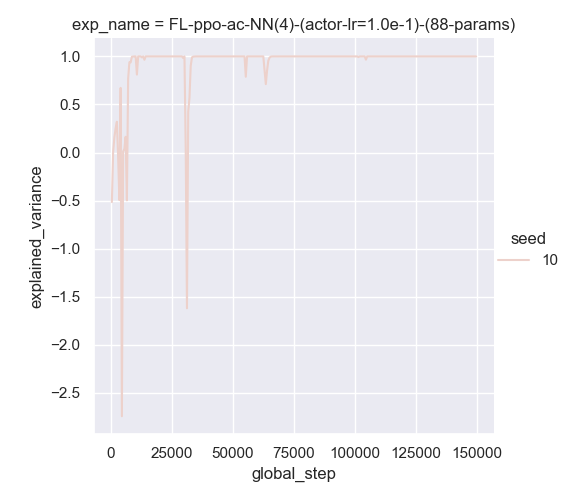 exp_name = FL-ppo-ac-NN(4)-(actor-lr=1.0e-1)-(88-params)
1.0
0.5
0.0
−0.5
−1.0
−1.5
−2.0
−2.5
explained_variance
0 25000 50000 75000 100000 125000 150000
global_step
seed
10